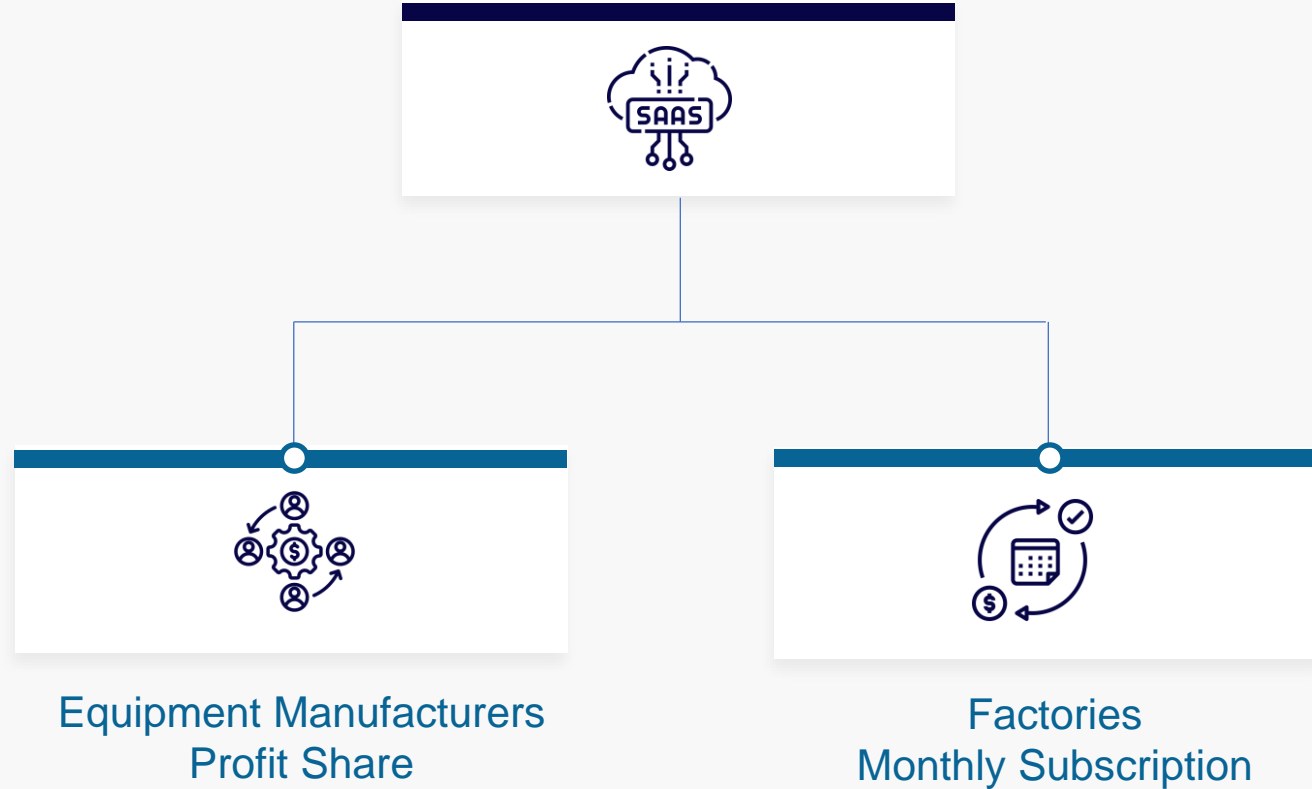 SAAS
Equipment Manufacturers
Profit Share
Factories
Monthly Subscription